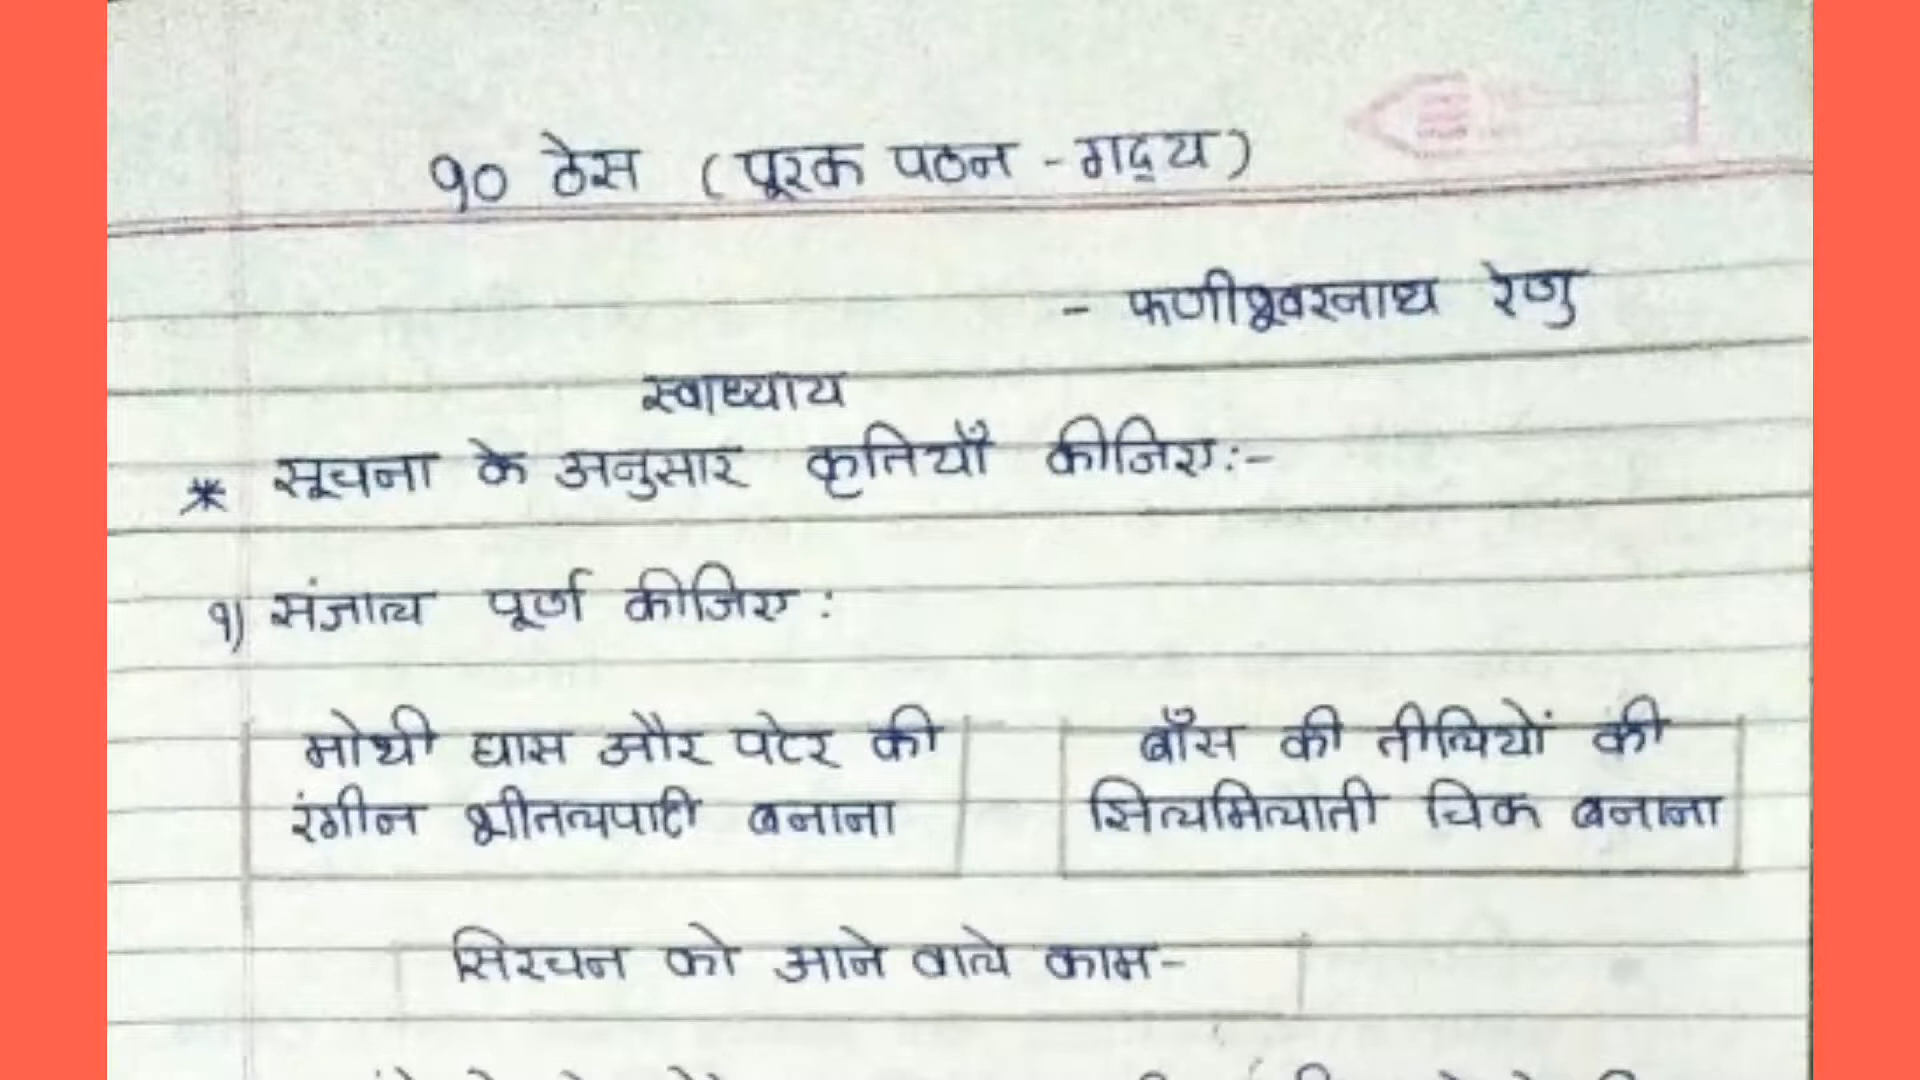 १० ठेस (पूरक पठन - गद्य)
- फणीश्वरनाथ रेणु
स्वाध्याय
* सूचना के अनुसार कृतियाँ कीजिए:-
१) संजाल पूर्ण कीजिए :
मोथी घास और पटेर की रंगीन शीतलपाटी बनाना
बाँस की तीलियों की झिलमिलाती चिक बनाना
सिरचन को आने वाले काम-